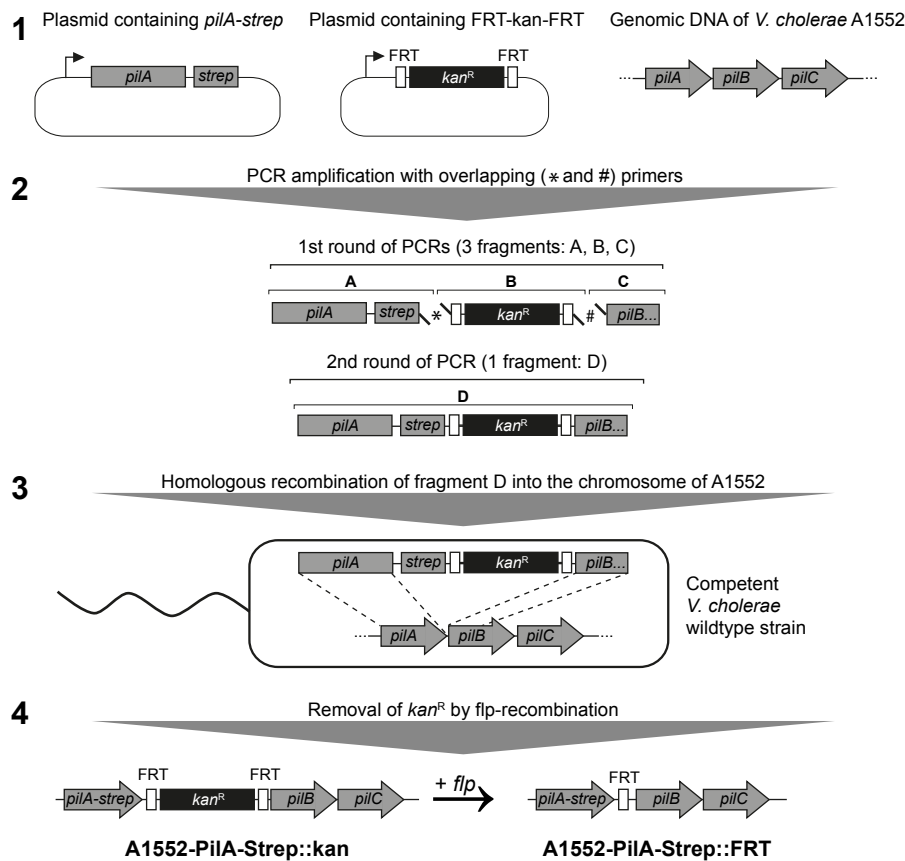 1
Plasmid containing pilA-strep
Plasmid containing FRT-kan-FRT
Genomic DNA of V. cholerae A1552
pilA strep
FRT FRT
kanᴿ
... pilA pilB pilC ...
2
PCR amplification with overlapping (* and #) primers
1st round of PCRs (3 fragments: A, B, C)
A B C
pilA strep * kanᴿ # pilB...
2nd round of PCR (1 fragment: D)
D
pilA strep kanᴿ pilB...
3
Homologous recombination of fragment D into the chromosome of A1552
pilA strep kanᴿ pilB...
... pilA pilB pilC ...
Competent
V. cholerae
wildtype strain
4
Removal of kanᴿ by flp-recombination
FRT FRT
pilA-strep kanᴿ pilB pilC
+ flp
FRT
pilA-strep pilB pilC
A1552-PilA-Strep::kan
A1552-PilA-Strep::FRT